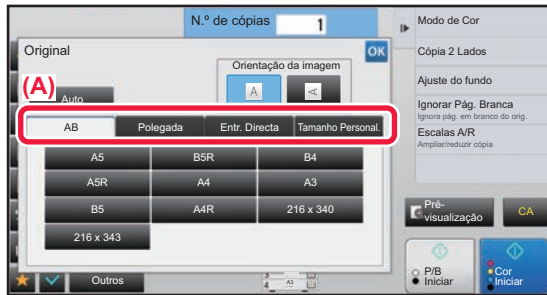 N.º de cópias
1
Modo de Cor
Original
OK
Cópia 2 Lados
Orientação da imagem
Ajuste do fundo
(A)
Auto
A
A
Ignorar Pág. Branca
Ignora pág. em branco do orig.
AB
Polegada
Entr. Directa
Tamanho Personal.
Escalas A/R
Ampliar/reduzir cópia
A5
B5R
B4
A5R
A4
A3
B5
A4R
216 x 340
Pré-
visualização
CA
216 x 343
Outros
A3
4
P/B
Iniciar
Cor
Iniciar